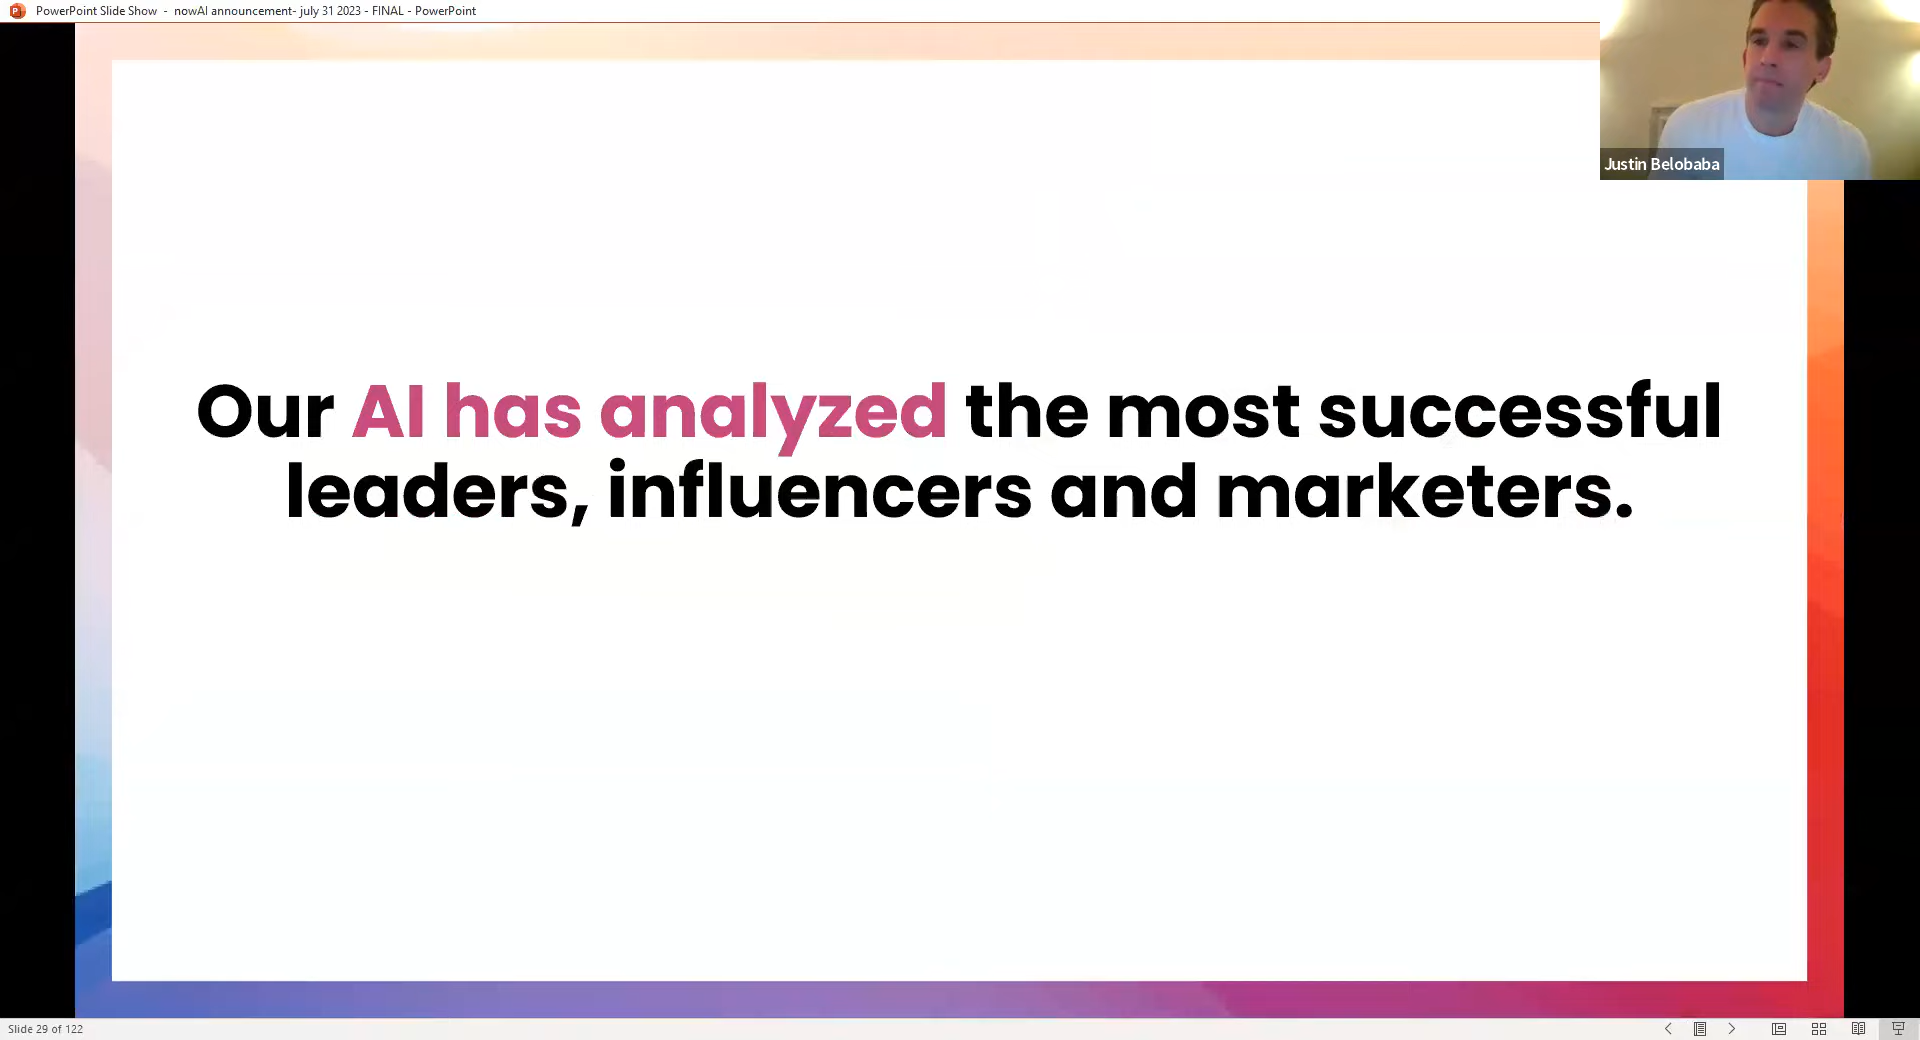 PowerPoint Slide Show - nowAI announcement- july 31 2023 - FINAL - PowerPoint
Justin Belobaba
Our AI has analyzed the most successful
leaders, influencers and marketers.
Slide 29 of 122